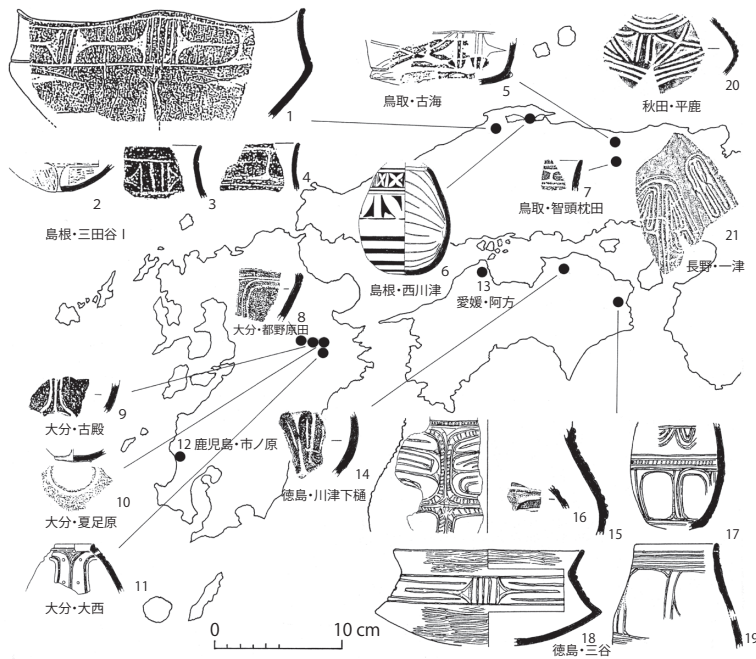 1
2
3
4
島根・三田谷Ⅰ
5
鳥取・古海
20
秋田・平鹿
6
島根・西川津
7
鳥取・智頭枕田
21
長野・一津
8
大分・都野原田
13
愛媛・阿方
9
大分・古殿
10
大分・夏足原
11
大分・大西
12 鹿児島・市ノ原
14
徳島・川津下樋
15
16
17
18
徳島・三谷
19
0 10 cm